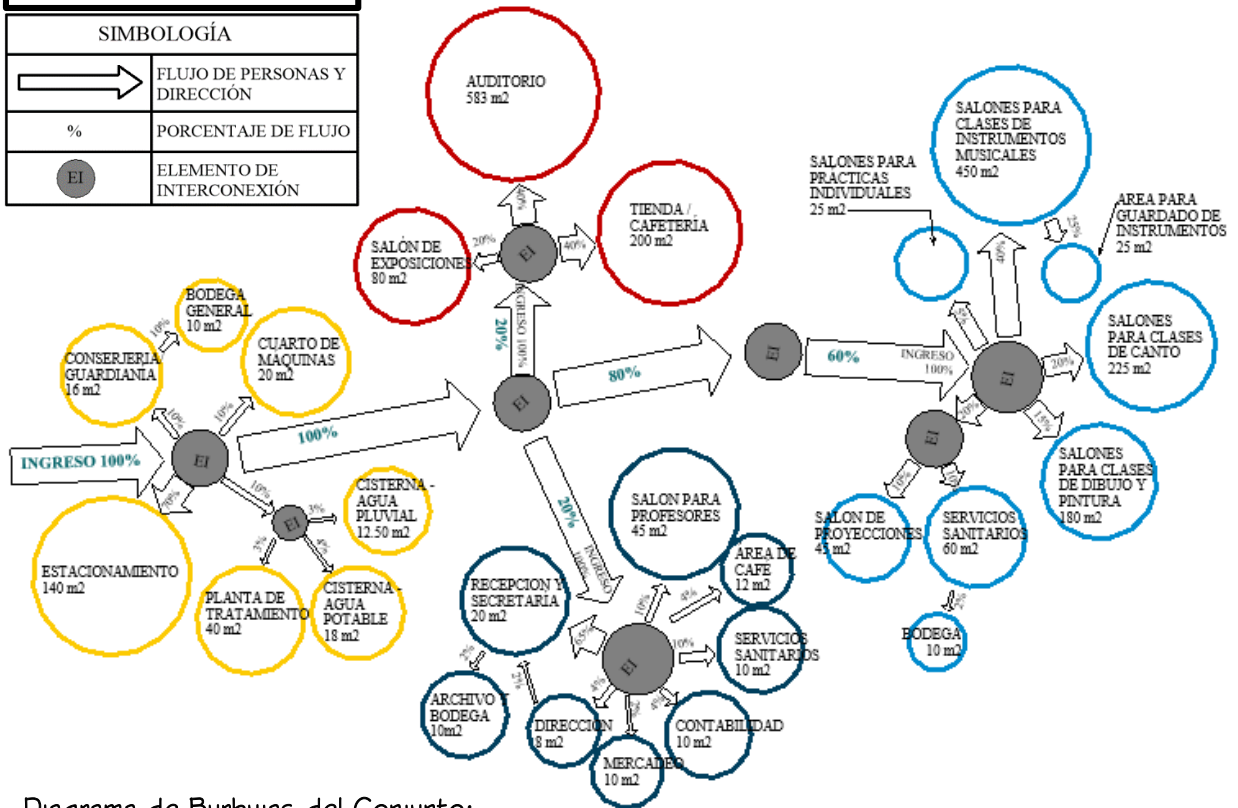 SIMBOLOGÍA
FLUJO DE PERSONAS Y
DIRECCIÓN
%
PORCENTAJE DE FLUJO
EI
ELEMENTO DE
INTERCONEXIÓN
AUDITORIO
583 m2
40%
TIENDA /
CAFETERÍA
200 m2
40%
SALÓN DE
EXPOSICIONES
80 m2
20%
EI
INGRESO 100%
20%
EI
BODEGA
GENERAL
10 m2
10%
CONSERJERIA/
GUARDIANIA
16 m2
10%
CUARTO DE
MAQUINAS
20 m2
10%
INGRESO 100%
EI
100%
ESTACIONAMIENTO
140 m2
10%
EI
3%
CISTERNA -
AGUA
PLUVIAL
12.50 m2
3%
PLANTA DE
TRATAMIENTO
40 m2
4%
CISTERNA -
AGUA
POTABLE
18 m2
80%
EI
60%
INGRESO
100%
EI
SALONES PARA
CLASES DE
INSTRUMENTOS
MUSICALES
450 m2
40%
SALONES PARA
PRACTICAS
INDIVIDUALES
25 m2
25%
AREA PARA
GUARDADO DE
INSTRUMENTOS
25 m2
SALONES
PARA CLASES
DE CANTO
225 m2
20%
15%
SALONES
PARA CLASES
DE DIBUJO Y
PINTURA
180 m2
20%
EI
10%
SALON DE
PROYECCIONES
45 m2
SERVICIOS
SANITARIOS
60 m2
2%
BODEGA
10 m2
20%
INGRESO
100%
EI
SALON PARA
PROFESORES
45 m2
10%
AREA DE
CAFE
12 m2
4%
SERVICIOS
SANITARIOS
10 m2
10%
CONTABILIDAD
10 m2
MERCADEO
10 m2
4%
DIRECCION
8 m2
2%
RECEPCION Y
SECRETARIA
20 m2
65%
2%
ARCHIVO Y
BODEGA
10m2
Diagrama de Burbujas del Conjunto: